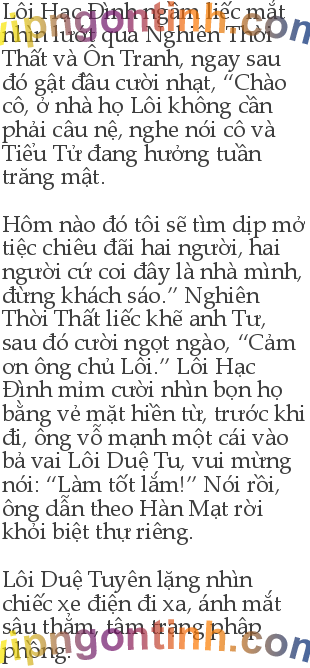 Lôi Hạc Đình ngầm liếc mắt
nhìn lướt qua Nghiên Thời
Thất và Ôn Tranh, ngay sau
đó gật đầu cười nhạt, “Chào
cô, ở nhà họ Lôi không cần
phải câu nệ, nghe nói cô và
Tiểu Tử đang hưởng tuần
trăng mật.
Hôm nào đó tôi sẽ tìm dịp mở
tiệc chiêu đãi hai người, hai
người cứ coi đây là nhà mình,
đừng khách sáo.” Nghiên
Thời Thất liếc khẽ anh Tư,
sau đó cười ngọt ngào, “Cảm
ơn ông chủ Lôi.” Lôi Hạc
Đình mỉm cười nhìn bọn họ
bằng vẻ mặt hiền từ, trước khi
đi, ông vỗ mạnh một cái vào
bả vai Lôi Duệ Tu, vui mừng
nói: “Làm tốt lắm!” Nói rồi,
ông dẫn theo Hàn Mạt rời
khỏi biệt thự riêng.
Lôi Duệ Tuyên lặng nhìn
chiếc xe điện đi xa, ánh mắt
sâu thẳm, tâm trạng phập
phồng.
vipngontinh.com
vipngontinh.com